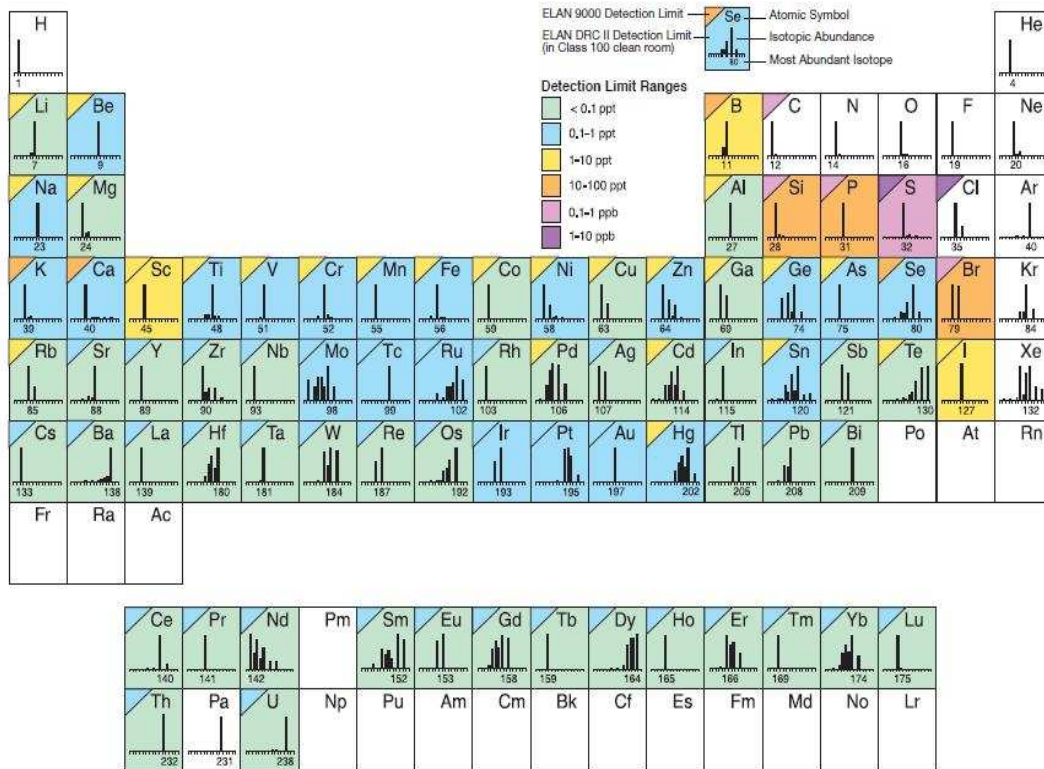 ELAN 9000 Detection Limit
ELAN DRC II Detection Limit
(in Class 100 clean room)
Se
80
Atomic Symbol
Isotopic Abundance
Most Abundant Isotope
Detection Limit Ranges
< 0.1 ppt
0.1–1 ppt
1-10 ppt
10-100 ppt
0.1–1 ppb
1-10 ppb
H He
1 4
Li Be B C N O F Ne
7 9 11 12 14 16 19 20
Na Mg Al Si P S Cl Ar
23 24 27 28 31 32 35 40
K Ca Sc Ti V Cr Mn Fe Co Ni Cu Zn Ga Ge As Se Br Kr
39 40 45 48 51 52 55 56 59 58 63 64 69 74 75 80 79 84
Rb Sr Y Zr Nb Mo Tc Ru Rh Pd Ag Cd In Sn Sb Te I Xe
85 88 89 90 93 98 99 102 103 106 107 114 115 120 121 130 127 132
Cs Ba La Hf Ta W Re Os Ir Pt Au Hg Tl Pb Bi Po At Rn
133 138 139 180 181 184 187 192 193 195 197 202 205 208 209
Fr Ra Ac
Ce Pr Nd Pm Sm Eu Gd Tb Dy Ho Er Tm Yb Lu
140 141 142 152 153 158 159 164 165 166 169 174 175
Th Pa U Np Pu Am Cm Bk Cf Es Fm Md No Lr
232 231 238